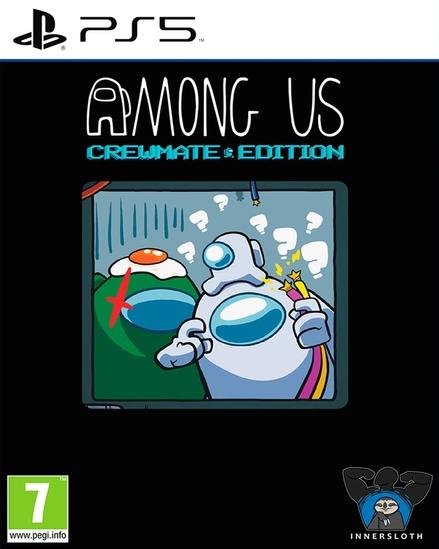 PS5
AMONG US
CREWMATE EDITION
7
www.pegi.info
INNERSLOTH